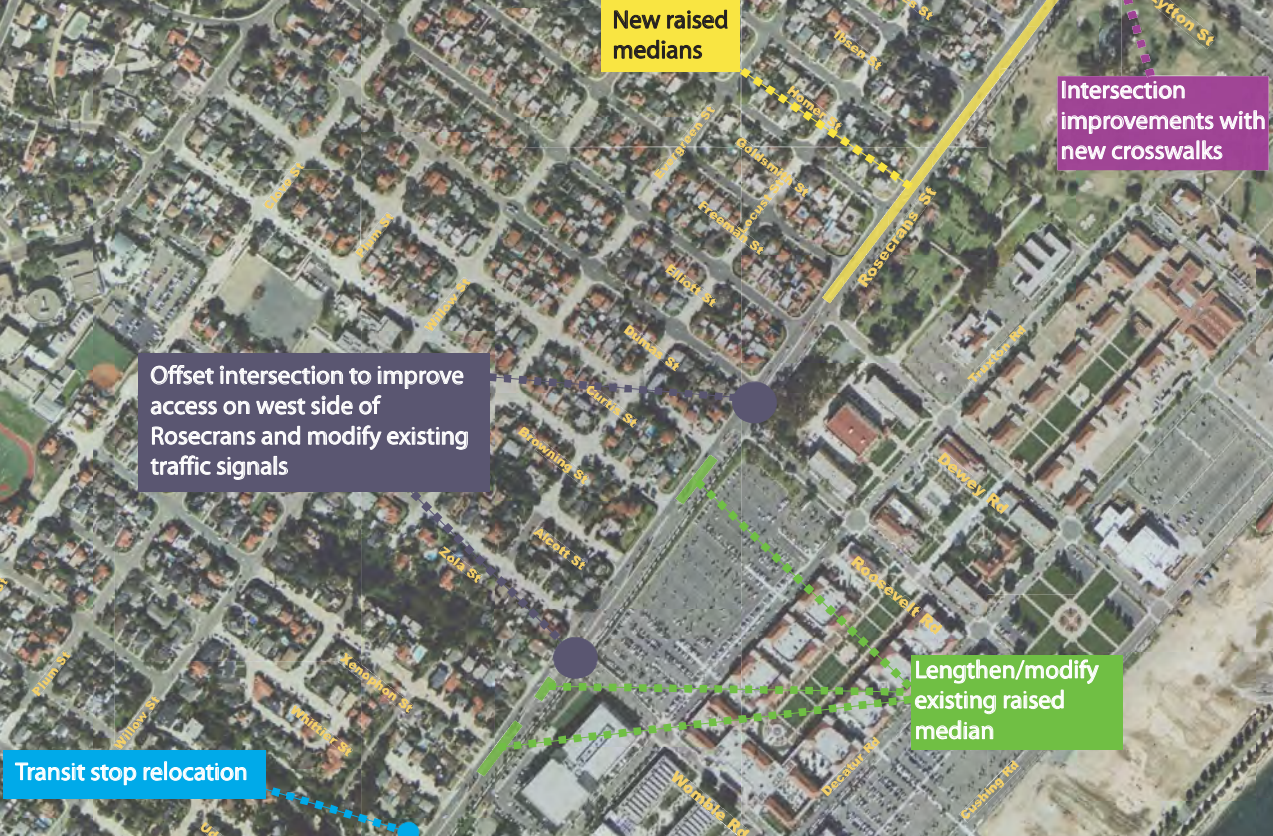 New raised
medians
Ibsen St
Lytton St
Intersection
improvements with
new crosswalks
Homer St
Evergreen St
Goldsmith St
Locust St
Freeman St
Rosecrans St
Plum St
Elliott St
Willow St
Dumas St
Truxton Rd
Offset intersection to improve
access on west side of
Rosecrans and modify existing
traffic signals
Curtis St
Browning St
Dewey Rd
Alcott St
Zola St
Roosevelt Rd
Plum St
Xenophon St
Willow St
Whittier St
Lengthen/modify
existing raised
median
Transit stop relocation
Decatur Rd
Cushing Rd
Womble Rd
Ud